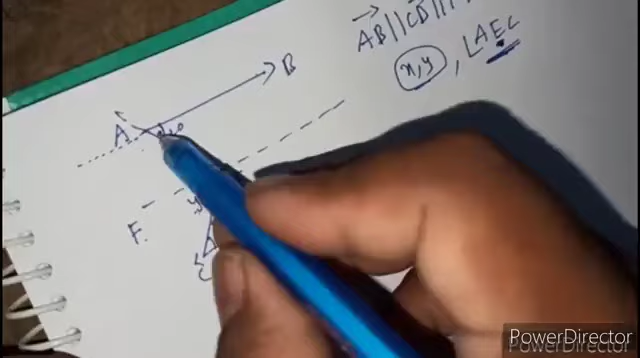 AB||CD||
x,y, ∠AEC
B
A
F.
y
E
PowerDirector